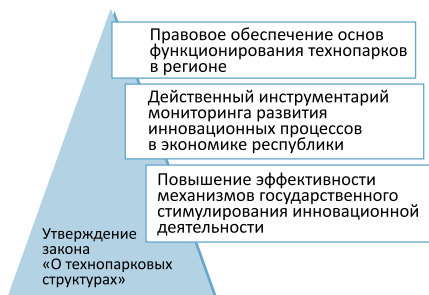 Правовое обеспечение основ
функционирования технопарков
в регионе
Действенный инструментарий
мониторинга развития
инновационных процессов
в экономике республики
Повышение эффективности
механизмов государственного
стимулирования инновационной
деятельности
Утверждение
закона
«О технопарковых
структурах»